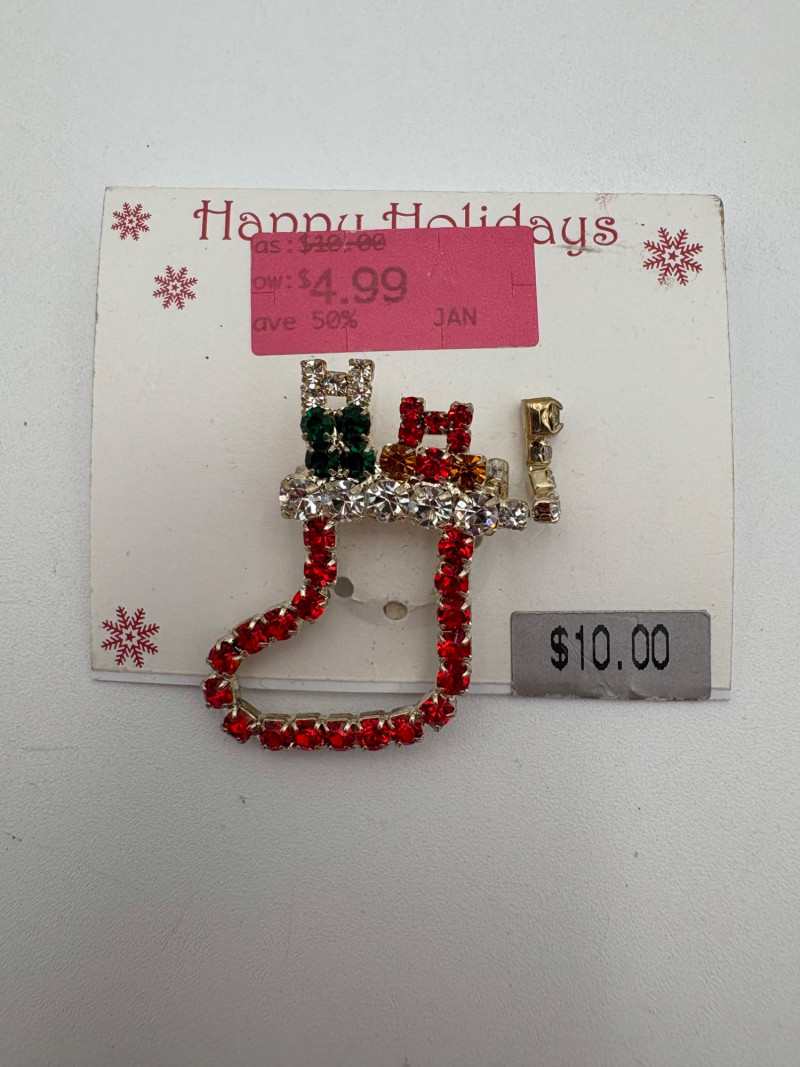 Happy Holidays
as: $10.00
ow: $4.99
ave 50% JAN
$10.00